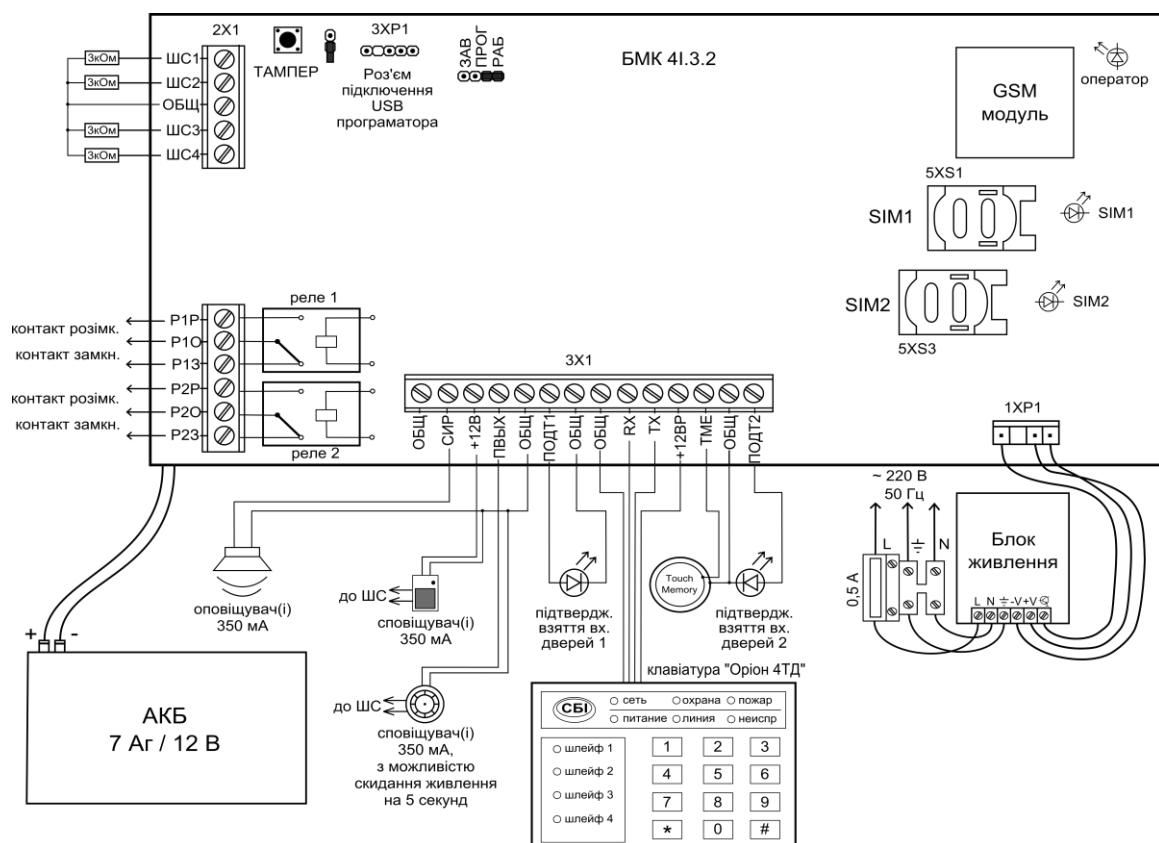 2X1
3кОм
ШС1
3кОм
ШС2
ОБЩ
3кОм
ШС3
3кОм
ШС4
ТАМПЕР
3XP1
Роз'єм
підключення
USB
програматора
ЗАВ
ПРОГ
РАБ
БМК 4І.3.2
GSM
модуль
оператор
5XS1
SIM1
SIM1
SIM2
SIM2
5XS3
реле 1
P1P
контакт розімк.
P1O
контакт замкн.
P13
P2P
контакт розімк.
P2O
контакт замкн.
P23
реле 2
3X1
ОБЩ
СИР
+12В
ПВЫХ
ОБЩ
ПОДТ1
ОБЩ
ОБЩ
RX
TX
+12ВР
TME
ОБЩ
ПОДТ2
1XP1
~ 220 В
50 Гц
L
N
0,5 А
Блок
живлення
L N -V +V
оповіщувач(і)
350 мА
до ШС
сповіщувач(і)
350 мА
підтвердж.
взяття вх.
дверей 1
Touch
Memory
підтвердж.
взяття вх.
дверей 2
+ -
АКБ
7 Аг / 12 В
до ШС
сповіщувач(і)
350 мА,
з можливістю
скидання живлення
на 5 секунд
клавіатура "Оріон 4ТД"
СБІ
сеть охрана пожар
питание линия неиспр
шлейф 1
шлейф 2
шлейф 3
шлейф 4
1 2 3
4 5 6
7 8 9
* 0 #